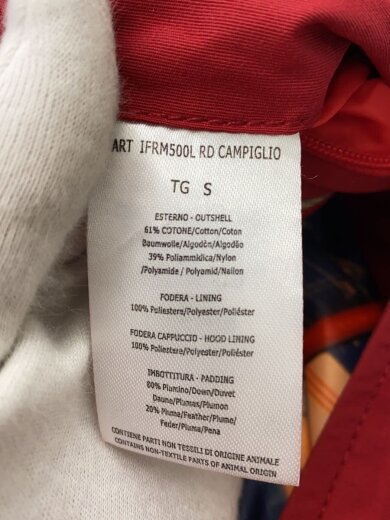 ART IFRM500L RD CAMPIGLIO
TG S
ESTERNO - OUTSHELL
61% COTONE/Cotton/Coton
Baumwolle/Algodón/Algodão
39% Poliammidica/Nylon
/Polyamide / Polyamid/Nailon
FODERA - LINING
100% Poliestere/Polyester/Poliéster
FODERA CAPPUCCIO - HOOD LINING
100% Poliestere/Polyester/Poliéster
IMBOTTITURA - PADDING
80% Piumino/Down/Duvet
Daune/Plumas/Plumon
20% Piuma/Feather/Plume/
Feder/Pluma/Pena
CONTIENE PARTI NON TESSILI DI ORIGINE ANIMALE
CONTAINS NON-TEXTILE PARTS OF ANIMAL ORIGIN